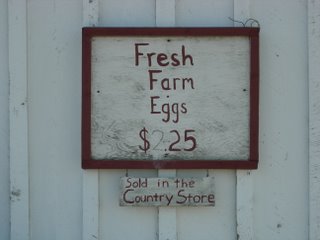 Fresh
Farm
Eggs
$2.25
Sold in the
Country Store